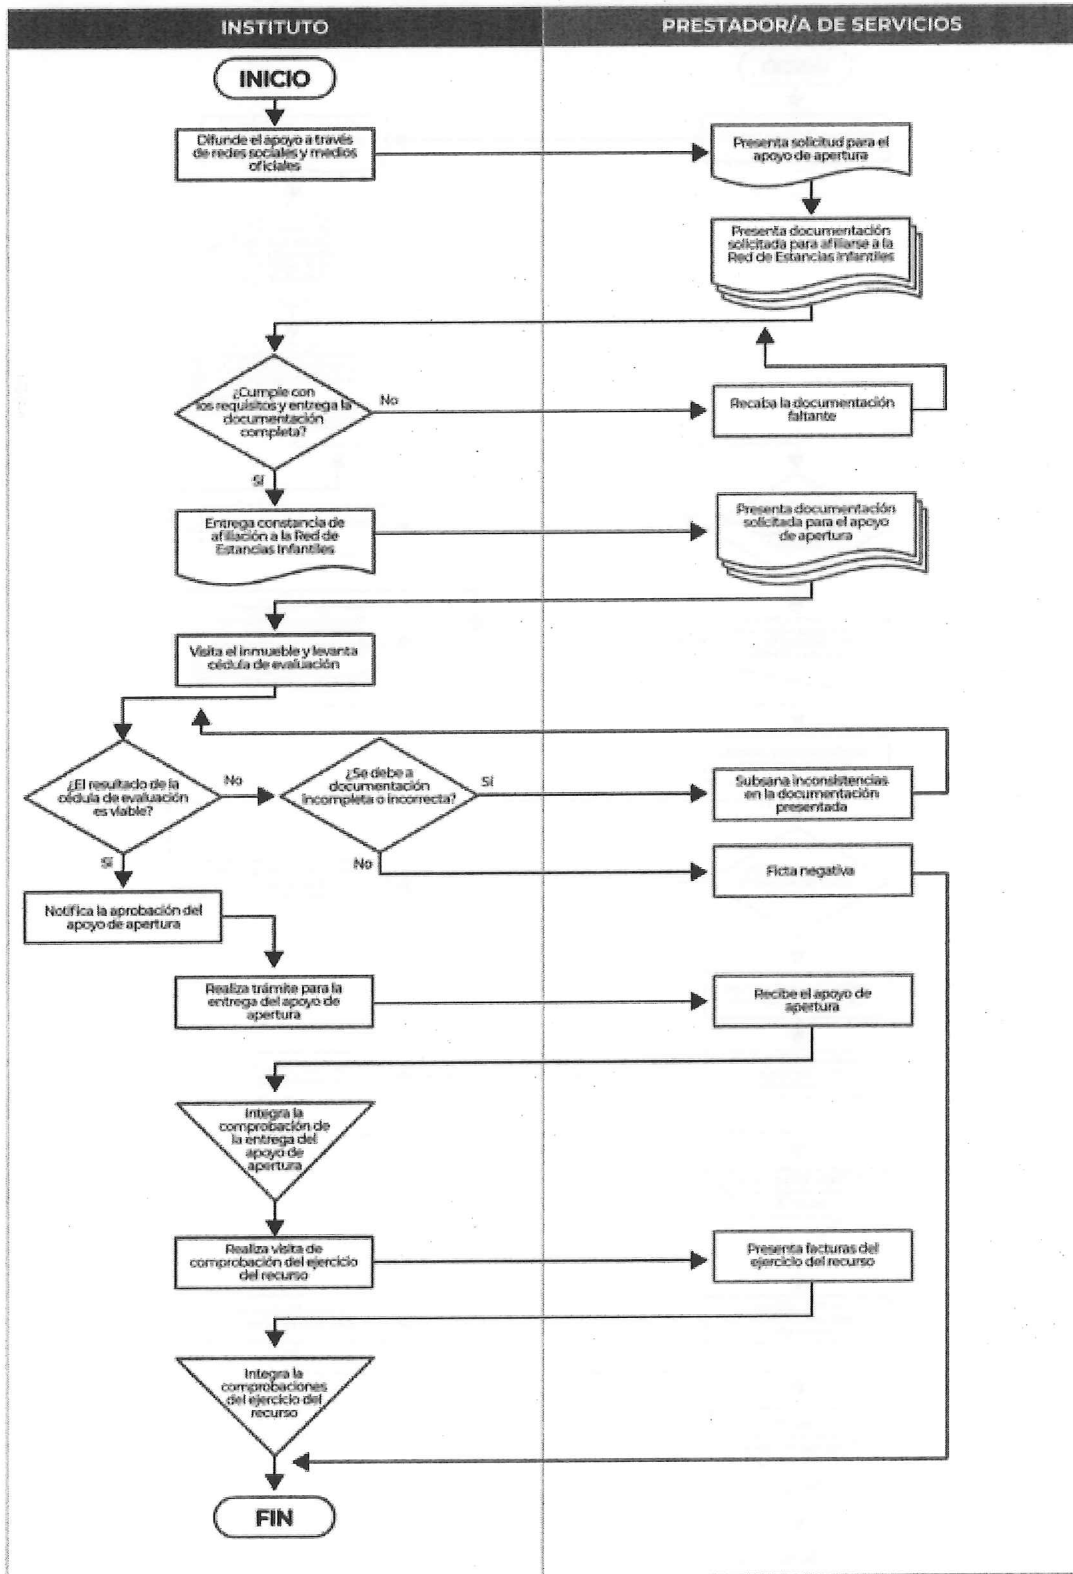 INSTITUTO
PRESTADOR/A DE SERVICIOS
INICIO
Difunde el apoyo a través
de redes sociales y medios
oficiales
Presenta solicitud para el
apoyo de apertura
Presenta documentación
solicitada para afiliarse a la
Red de Estancias Infantiles
¿Cumple con
los requisitos y entrega la
documentación
completa?
No
Recaba la documentación
faltante
Sí
Entrega constancia de
afiliación a la Red de
Estancias Infantiles
Presenta documentación
solicitada para el apoyo
de apertura
Visita el inmueble y levanta
cédula de evaluación
¿El resultado de la
cédula de evaluación
es viable?
No
¿Se debe a
documentación
incompleta o incorrecta?
Sí
Subsana inconsistencias
en la documentación
presentada
Sí
No
Ficta negativa
Notifica la aprobación del
apoyo de apertura
Realiza trámite para la
entrega del apoyo de
apertura
Recibe el apoyo de
apertura
Integra la
comprobación de
la entrega del
apoyo de
apertura
Realiza visita de
comprobación del ejercicio
del recurso
Presenta facturas del
ejercicio del recurso
Integra la
comprobaciones
del ejercicio del
recurso
FIN